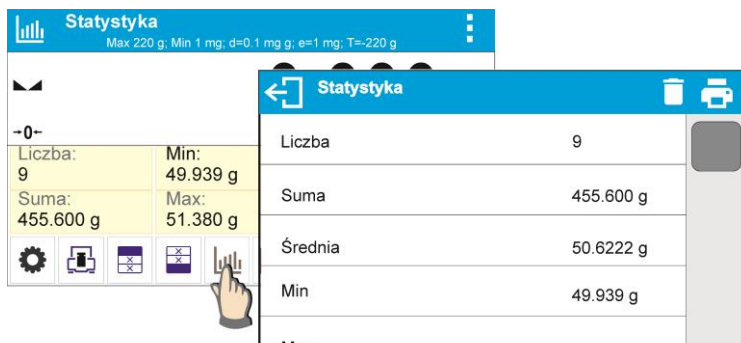 Statystyka
Max 220 g; Min 1 mg; d=0.1 mg g; e=1 mg; T=-220 g
→0←
Liczba:
9
Min:
49.939 g
Suma:
455.600 g
Max:
51.380 g
Statystyka
Liczba 9
Suma 455.600 g
Średnia 50.6222 g
Min 49.939 g